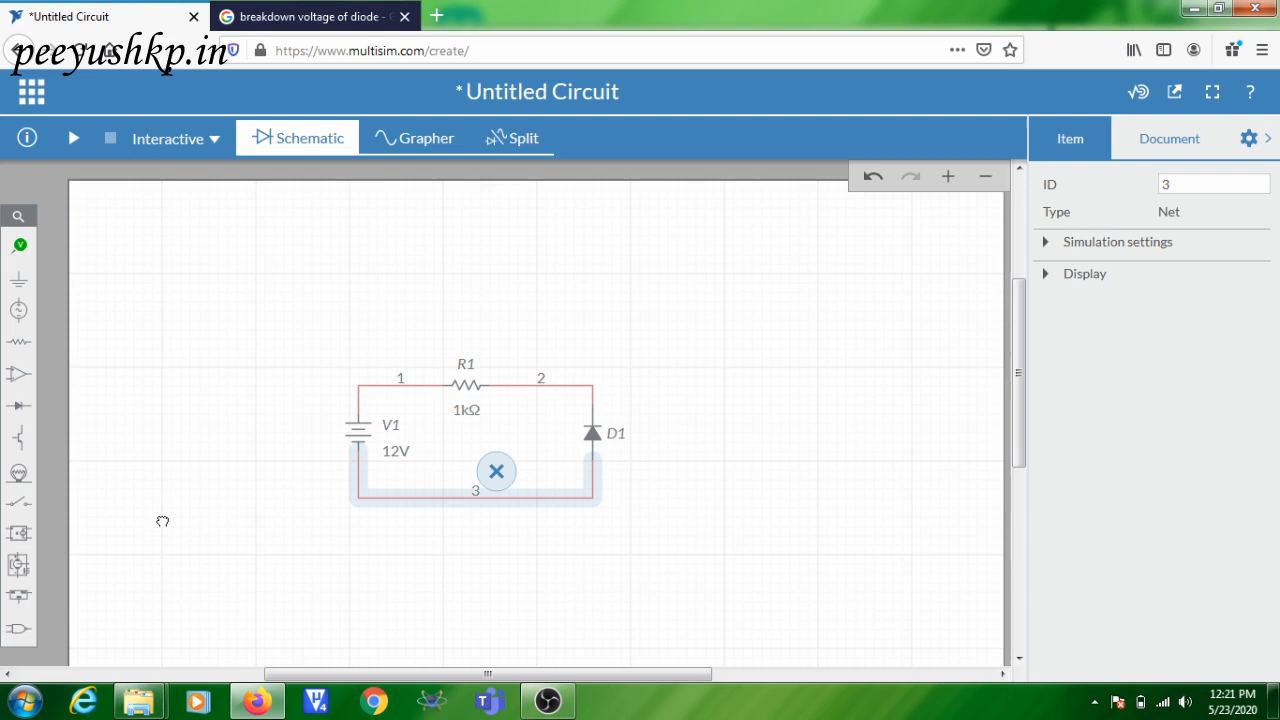 *Untitled Circuit
breakdown voltage of diode - G
peeyushkp.in
https://www.multisim.com/create/
* Untitled Circuit
Interactive
Schematic
Grapher
Split
Item
Document
ID
3
Type
Net
Simulation settings
Display
R1
1
2
1kΩ
V1
12V
D1
3
12:21 PM
5/23/2020